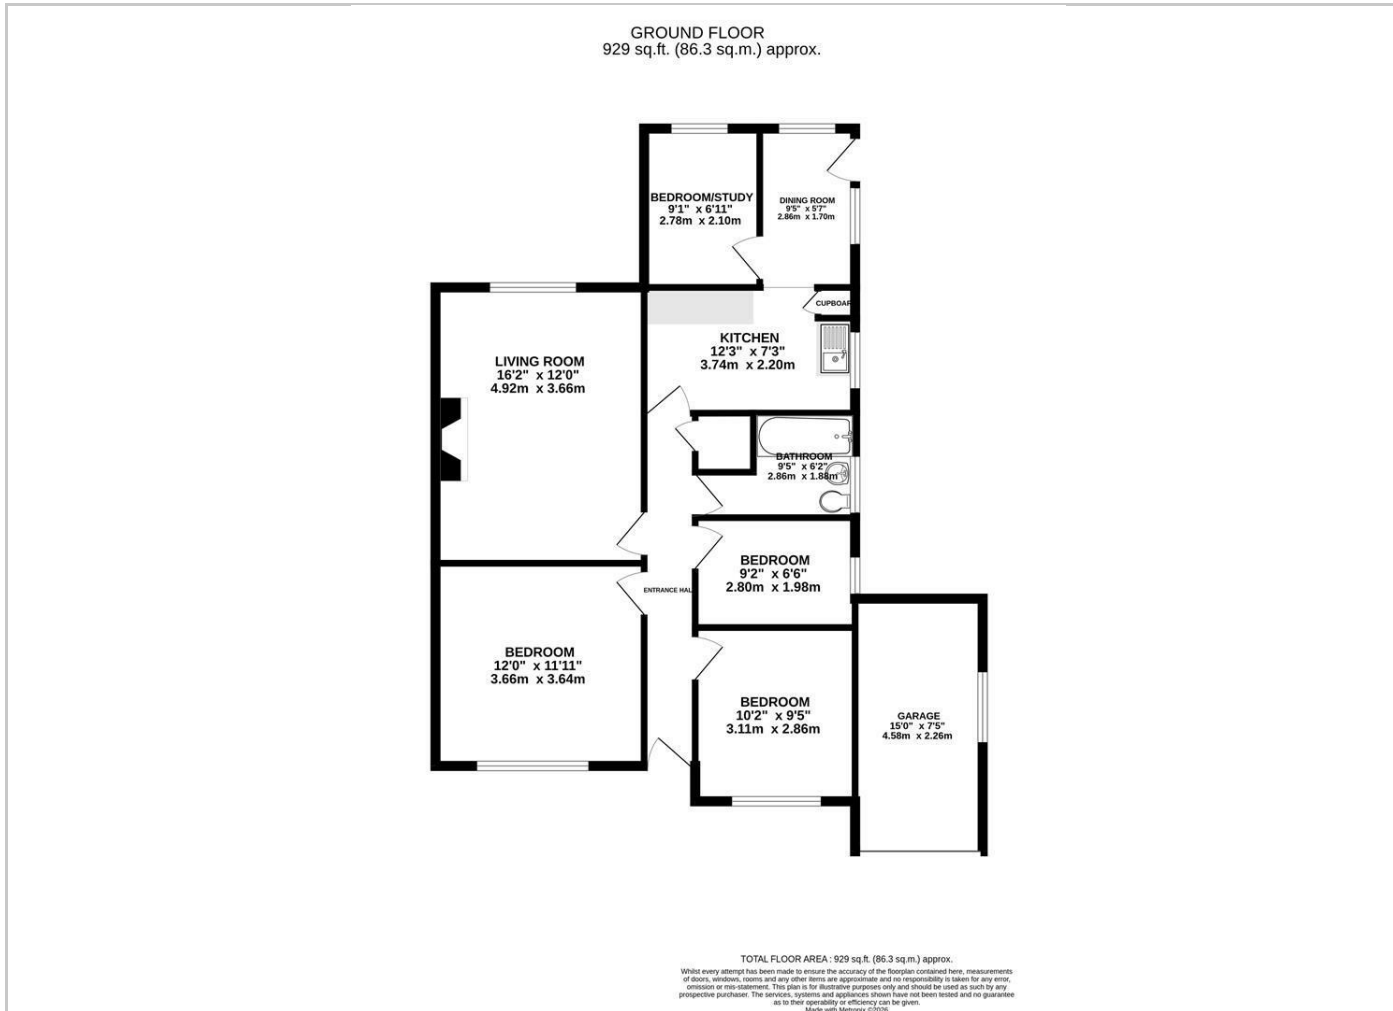 GROUND FLOOR
929 sq.ft. (86.3 sq.m.) approx.
BEDROOM/STUDY
9'1" x 6'11"
2.78m x 2.10m
DINING ROOM
9'5" x 5'7"
2.86m x 1.70m
CUPBOAR
KITCHEN
12'3" x 7'3"
3.74m x 2.20m
LIVING ROOM
16'2" x 12'0"
4.92m x 3.66m
BATHROOM
9'5" x 6'2"
2.86m x 1.88m
BEDROOM
9'2" x 6'6"
2.80m x 1.98m
ENTRANCE HAL
BEDROOM
12'0" x 11'11"
3.66m x 3.64m
BEDROOM
10'2" x 9'5"
3.11m x 2.86m
GARAGE
15'0" x 7'5"
4.58m x 2.26m
TOTAL FLOOR AREA : 929 sq.ft. (86.3 sq.m.) approx.
Whilst every attempt has been made to ensure the accuracy of the floorplan contained here, measurements
of doors, windows, rooms and any other items are approximate and no responsibility is taken for any error,
omission or mis-statement. This plan is for illustrative purposes only and should be used as such by any
prospective purchaser. The services, systems and appliances shown have not been tested and no guarantee
as to their operability or efficiency can be given.
Made with Metropix ©2026